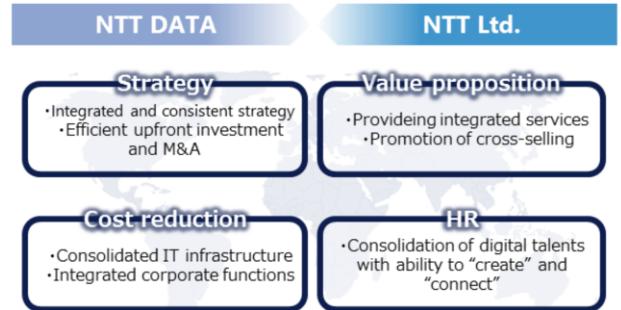 NTT DATA
NTT Ltd.
Strategy
・Integrated and consistent strategy
・Efficient upfront investment
and M&A
Value proposition
・Provideing integrated services
・Promotion of cross-selling
Cost reduction
・Consolidated IT infrastructure
・Integrated corporate functions
HR
・Consolidation of digital talents
with ability to “create” and
“connect”